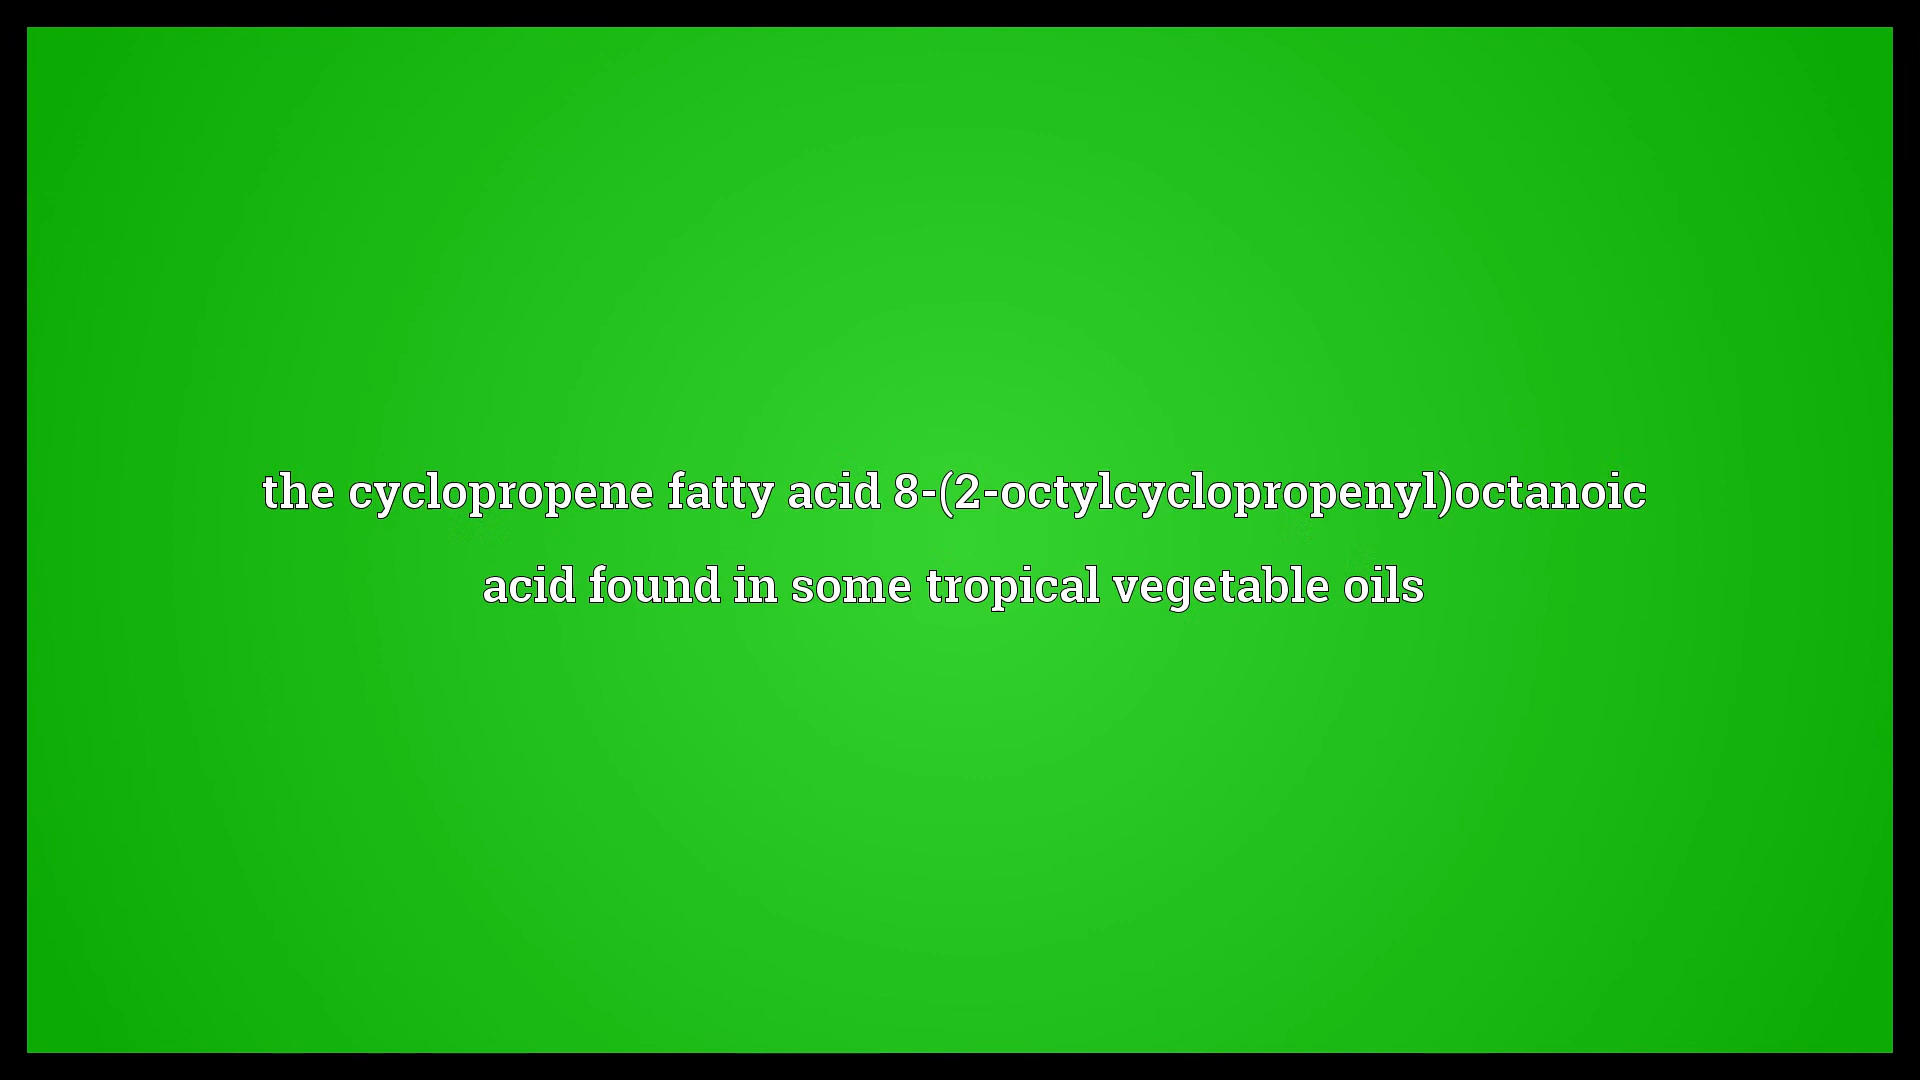 the cyclopropene fatty acid 8-(2-octylcyclopropenyl)octanoic
acid found in some tropical vegetable oils